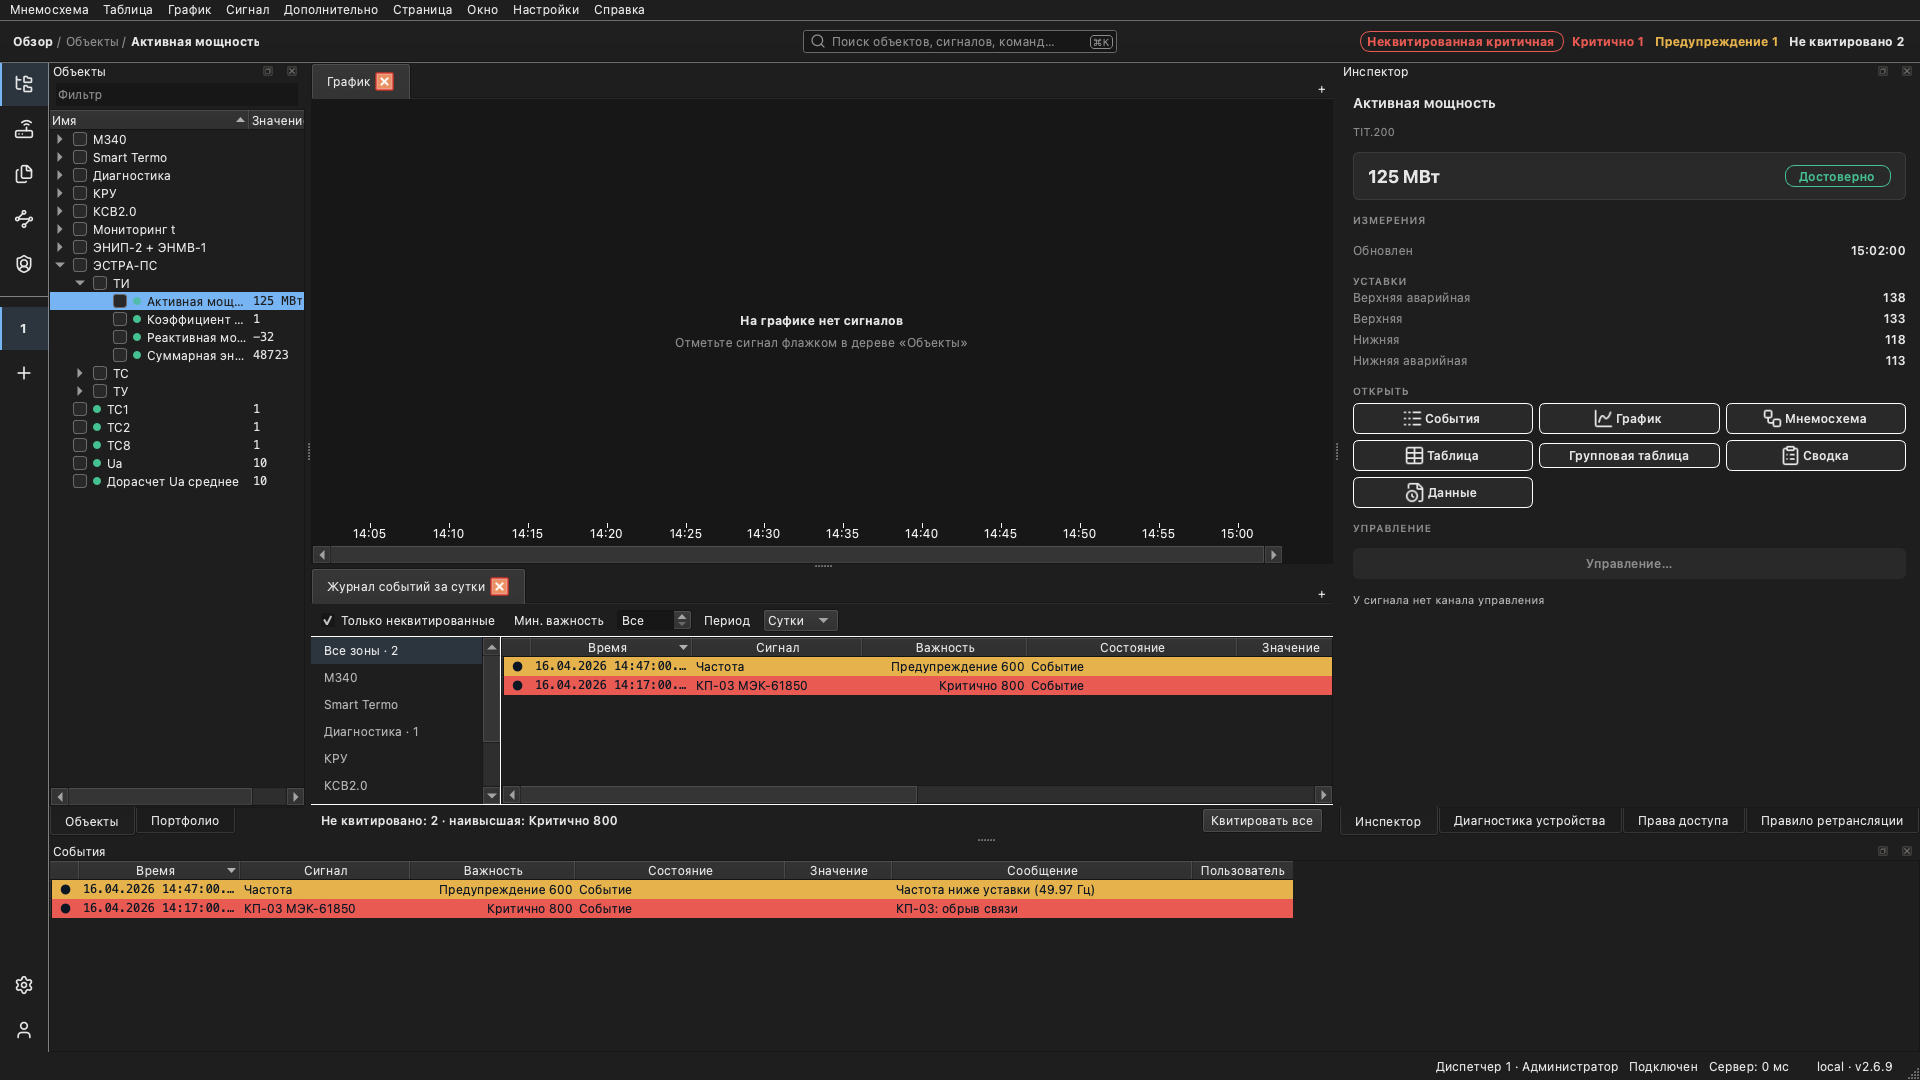 Мнемосхема Таблица График Сигнал Дополнительно Страница Окно Настройки Справка
Обзор / Объекты / Активная мощность
Поиск объектов, сигналов, команд... ⌘K
Неквитированная критичная Критично 1 Предупреждение 1 Не квитировано 2
Объекты
Фильтр
Имя Значени
M340
Smart Termo
Диагностика
КРУ
КСВ2.0
Мониторинг t
ЭНИП-2 + ЭНМВ-1
ЭСТРА-ПС
ТИ
Активная мощ... 125 МВт
Коэффициент ... 1
Реактивная мо... −32
Суммарная эн... 48723
ТС
ТУ
ТС1 1
ТС2 1
ТС8 1
Ua 10
Дорасчет Ua среднее 10
Объекты Портфолио
1
График
+
На графике нет сигналов
Отметьте сигнал флажком в дереве «Объекты»
14:05 14:10 14:15 14:20 14:25 14:30 14:35 14:40 14:45 14:50 14:55 15:00
Журнал событий за сутки
+
Только неквитированные Мин. важность Все Период Сутки
Все зоны · 2
M340
Smart Termo
Диагностика · 1
КРУ
КСВ2.0
Время Сигнал Важность Состояние Значение
16.04.2026 14:47:00.... Частота Предупреждение 600 Событие
16.04.2026 14:17:00.... КП-03 МЭК-61850 Критично 800 Событие
Не квитировано: 2 · наивысшая: Критично 800
Квитировать все
Инспектор
Активная мощность
TIT.200
125 МВт Достоверно
ИЗМЕРЕНИЯ
Обновлен 15:02:00
УСТАВКИ
Верхняя аварийная 138
Верхняя 133
Нижняя 118
Нижняя аварийная 113
ОТКРЫТЬ
События График Мнемосхема
Таблица Групповая таблица Сводка
Данные
УПРАВЛЕНИЕ
Управление...
У сигнала нет канала управления
Инспектор Диагностика устройства Права доступа Правило ретрансляции
События
Время Сигнал Важность Состояние Значение Сообщение Пользователь
16.04.2026 14:47:00.... Частота Предупреждение 600 Событие Частота ниже уставки (49.97 Гц)
16.04.2026 14:17:00.... КП-03 МЭК-61850 Критично 800 Событие КП-03: обрыв связи
Диспетчер 1 · Администратор Подключен Сервер: 0 мс local · v2.6.9